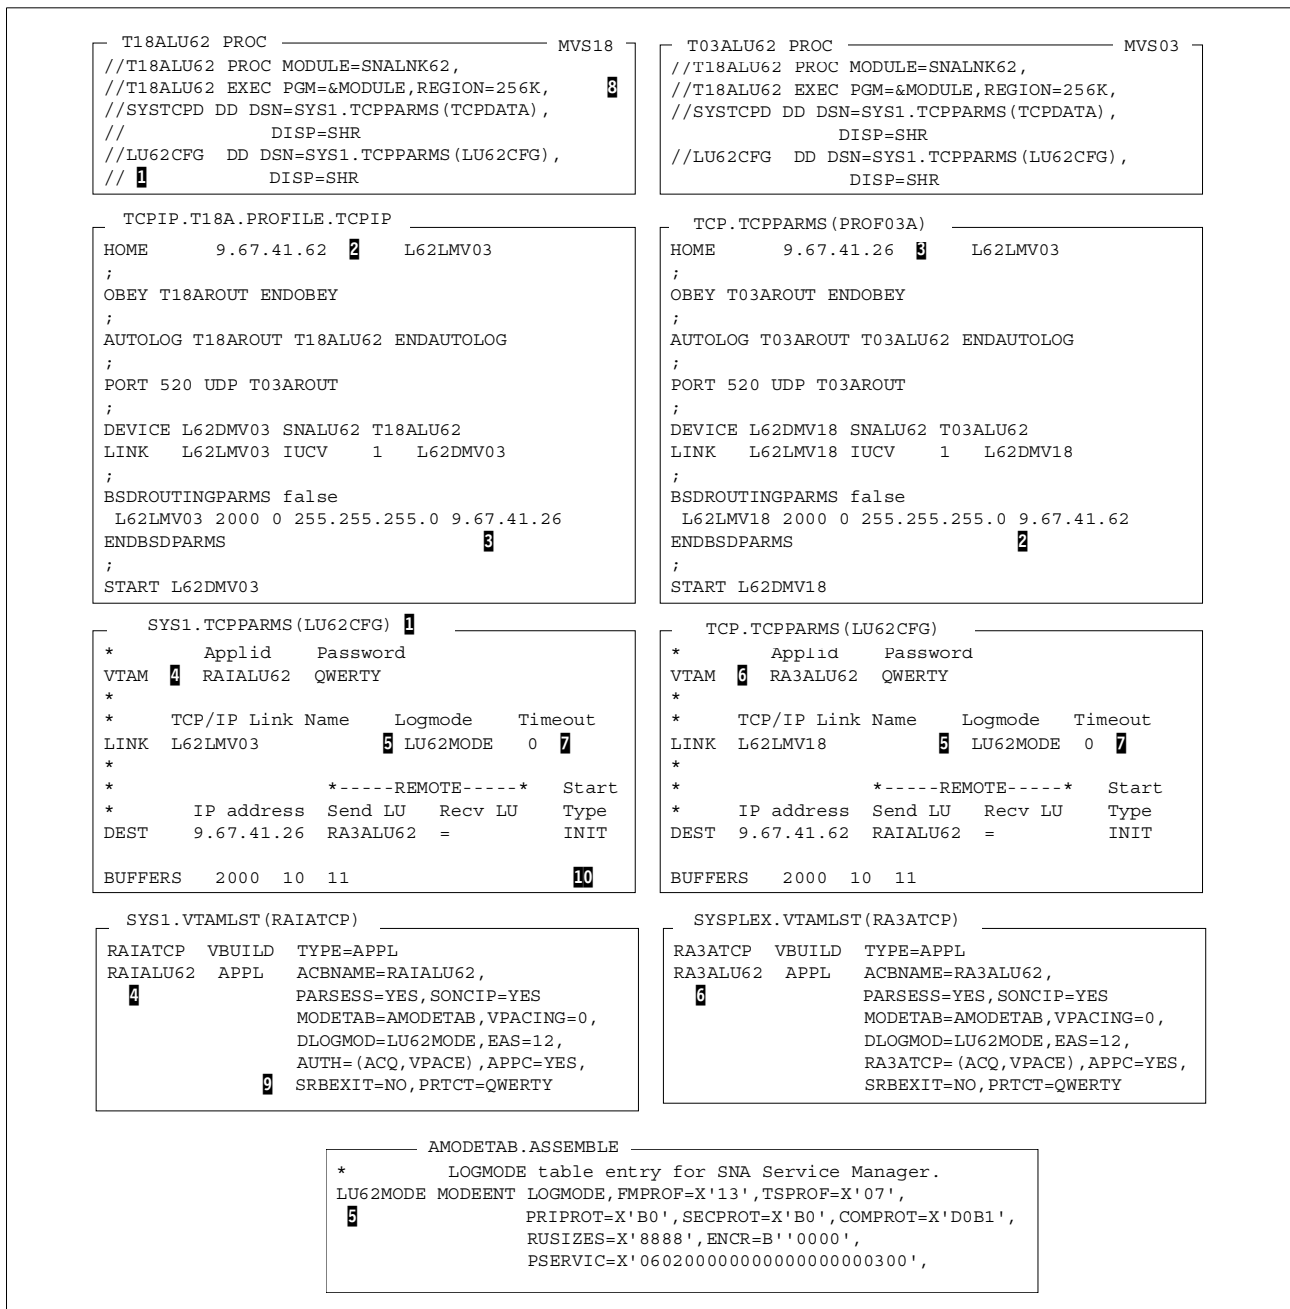 T18ALU62 PROC MVS18
//T18ALU62 PROC MODULE=SNALNK62,
//T18ALU62 EXEC PGM=&MODULE,REGION=256K, 8
//SYSTCPD DD DSN=SYS1.TCPPARMS(TCPDATA),
// DISP=SHR
//LU62CFG DD DSN=SYS1.TCPPARMS(LU62CFG),
// 1 DISP=SHR
T03ALU62 PROC MVS03
//T18ALU62 PROC MODULE=SNALNK62,
//T18ALU62 EXEC PGM=&MODULE,REGION=256K,
//SYSTCPD DD DSN=SYS1.TCPPARMS(TCPDATA),
DISP=SHR
//LU62CFG DD DSN=SYS1.TCPPARMS(LU62CFG),
DISP=SHR
TCPIP.T18A.PROFILE.TCPIP
HOME 9.67.41.62 2 L62LMV03
;
OBEY T18AROUT ENDOBEY
;
AUTOLOG T18AROUT T18ALU62 ENDAUTOLOG
;
PORT 520 UDP T03AROUT
;
DEVICE L62DMV03 SNALU62 T18ALU62
LINK L62LMV03 IUCV 1 L62DMV03
;
BSDROUTINGPARMS false
L62LMV03 2000 0 255.255.255.0 9.67.41.26
ENDBSDPARMS 3
;
START L62DMV03
TCP.TCPPARMS(PROF03A)
HOME 9.67.41.26 3 L62LMV03
;
OBEY T03AROUT ENDOBEY
;
AUTOLOG T03AROUT T03ALU62 ENDAUTOLOG
;
PORT 520 UDP T03AROUT
;
DEVICE L62DMV18 SNALU62 T03ALU62
LINK L62LMV18 IUCV 1 L62DMV18
;
BSDROUTINGPARMS false
L62LMV18 2000 0 255.255.255.0 9.67.41.62
ENDBSDPARMS 2
;
START L62DMV18
SYS1.TCPPARMS(LU62CFG) 1
* Applid Password
VTAM 4 RAIALU62 QWERTY
*
* TCP/IP Link Name Logmode Timeout
LINK L62LMV03 5 LU62MODE 0 7
*
* *-----REMOTE-----* Start
* IP address Send LU Recv LU Type
DEST 9.67.41.26 RA3ALU62 = INIT
BUFFERS 2000 10 11 10
TCP.TCPPARMS(LU62CFG)
* Applid Password
VTAM 6 RA3ALU62 QWERTY
*
* TCP/IP Link Name Logmode Timeout
LINK L62LMV18 5 LU62MODE 0 7
*
* *-----REMOTE-----* Start
* IP address Send LU Recv LU Type
DEST 9.67.41.62 RAIALU62 = INIT
BUFFERS 2000 10 11
SYS1.VTAMLST(RAIATCP)
RAIATCP VBUILD TYPE=APPL
RAIALU62 APPL ACBNAME=RAIALU62,
4 PARSESS=YES,SONCIP=YES
MODETAB=AMODETAB,VPACING=0,
DLOGMOD=LU62MODE,EAS=12,
AUTH=(ACQ,VPACE),APPC=YES,
9 SRBEXIT=NO,PRTCT=QWERTY
SYSPLEX.VTAMLST(RA3ATCP)
RA3ATCP VBUILD TYPE=APPL
RA3ALU62 APPL ACBNAME=RA3ALU62,
6 PARSESS=YES,SONCIP=YES
MODETAB=AMODETAB,VPACING=0,
DLOGMOD=LU62MODE,EAS=12,
RA3ATCP=(ACQ,VPACE),APPC=YES,
SRBEXIT=NO,PRTCT=QWERTY
AMODETAB.ASSEMBLE
* LOGMODE table entry for SNA Service Manager.
LU62MODE MODEENT LOGMODE,FMPROF=X'13',TSPROF=X'07',
5 PRIPROT=X'B0',SECPROT=X'B0',COMPROT=X'D0B1',
RUSIZES=X'8888',ENCR=B''0000',
PSERVIC=X'060200000000000000000300',